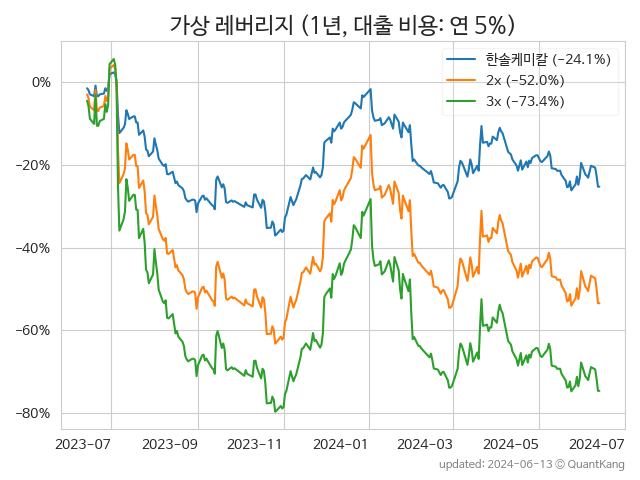 가상 레버리지 (1년, 대출 비용: 연 5%)
한솔케미칼 (−24.1%)
2x (−52.0%)
3x (−73.4%)
0%
−20%
−40%
−60%
−80%
2023-07 2023-09 2023-11 2024-01 2024-03 2024-05 2024-07
updated: 2024-06-13 © QuantKang